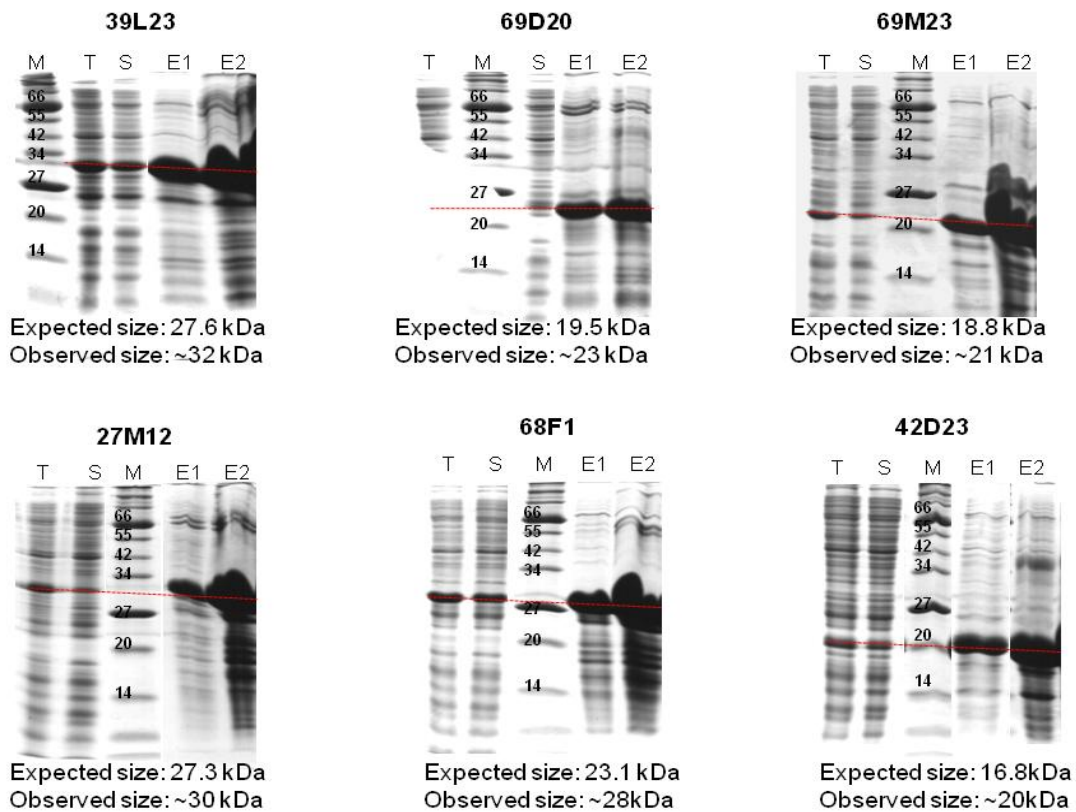 39L23
M T S E1 E2
66
55
42
34
27
20
14
Expected size: 27.6 kDa
Observed size: ~32 kDa
69D20
T M S E1 E2
66
55
42
34
27
20
14
Expected size: 19.5 kDa
Observed size: ~23 kDa
69M23
T S M E1 E2
66
55
42
34
27
20
14
Expected size: 18.8 kDa
Observed size: ~21 kDa
27M12
T S M E1 E2
66
55
42
34
27
20
14
Expected size: 27.3 kDa
Observed size: ~30 kDa
68F1
T S M E1 E2
66
55
42
34
27
20
14
Expected size: 23.1 kDa
Observed size: ~28kDa
42D23
T S M E1 E2
66
55
42
34
27
20
14
Expected size: 16.8kDa
Observed size: ~20kDa